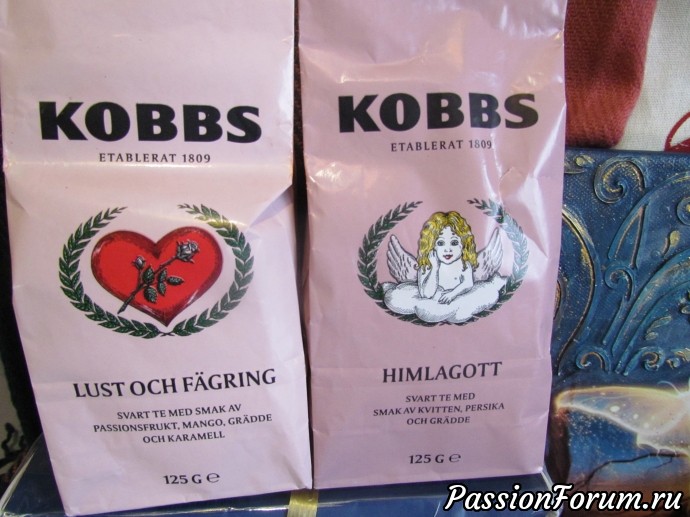 KOBBS
ETABLERAT 1809
LUST OCH FÄGRING
SVART TE MED SMAK AV
PASSIONSFRUKT, MANGO, GRÄDDE
OCH KARAMELL
125 G ℮
KOBBS
ETABLERAT 1809
HIMLAGOTT
SVART TE MED
SMAK AV KVITTEN, PERSIKA
OCH GRÄDDE
125 G ℮
PassionForum.ru